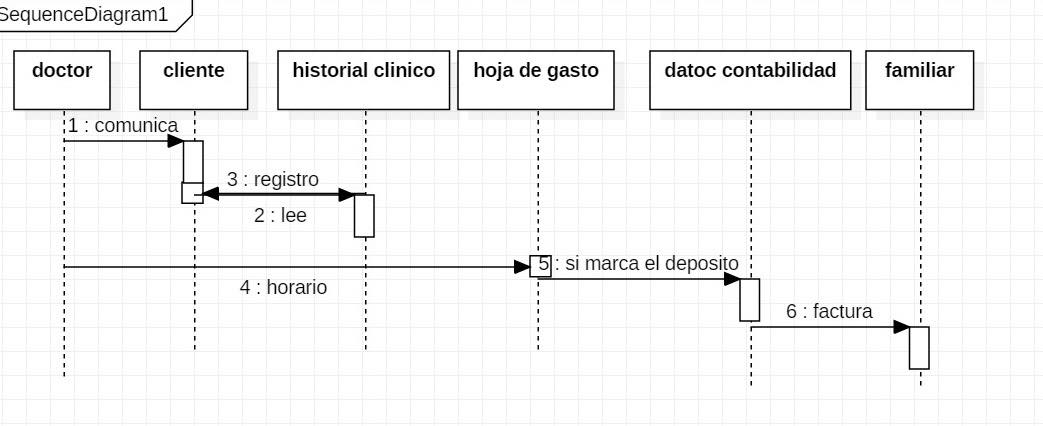 SequenceDiagram1
doctor
cliente
historial clinico
hoja de gasto
datoc contabilidad
familiar
1 : comunica
3 : registro
2 : lee
5 : si marca el deposito
4 : horario
6 : factura